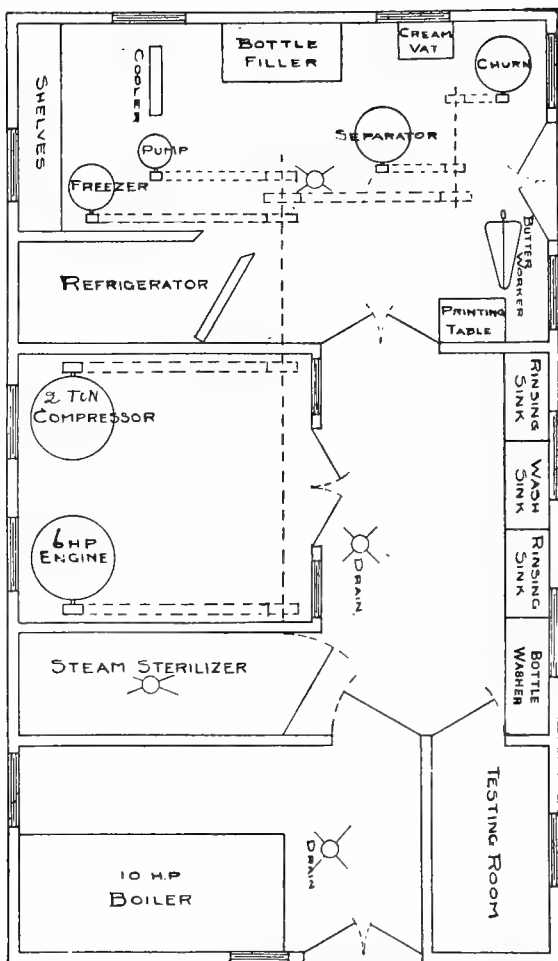 SHELVES
COOLER
BOTTLE
FILLER
CREAM
VAT
CHURN
PUMP
SEPARATOR
FREEZER
REFRIGERATOR
BUTTER
WORKER
PRINTING
TABLE
2 TON
COMPRESSOR
RINSING
SINK
WASH
SINK
RINSING
SINK
6 HP
ENGINE
DRAIN
STEAM STERILIZER
BOTTLE
WASHER
TESTING ROOM
DRAIN
10 H.P
BOILER